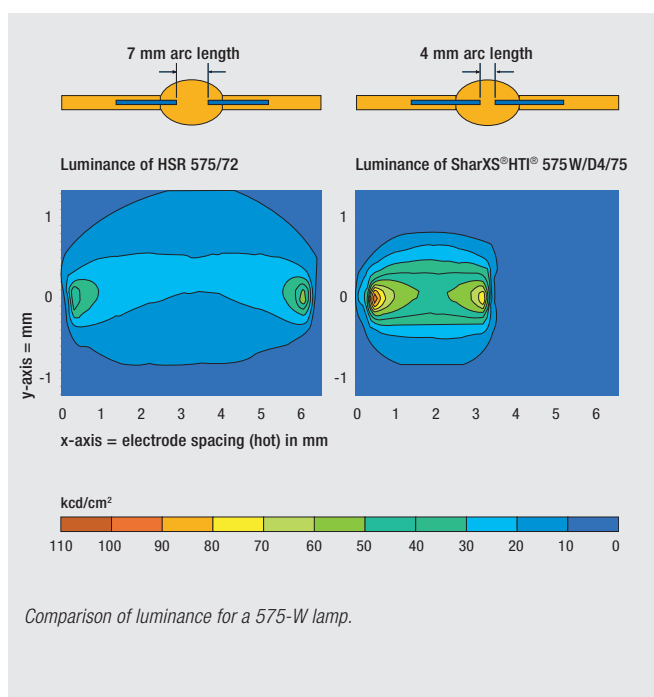 7 mm arc length
4 mm arc length
Luminance of HSR 575/72
Luminance of SharXS®HTI® 575 W/D4/75
y-axis = mm
1
0
-1
0 1 2 3 4 5 6
1
0
-1
0 1 2 3 4 5 6
x-axis = electrode spacing (hot) in mm
kcd/cm²
110 100 90 80 70 60 50 40 30 20 10 0
Comparison of luminance for a 575-W lamp.